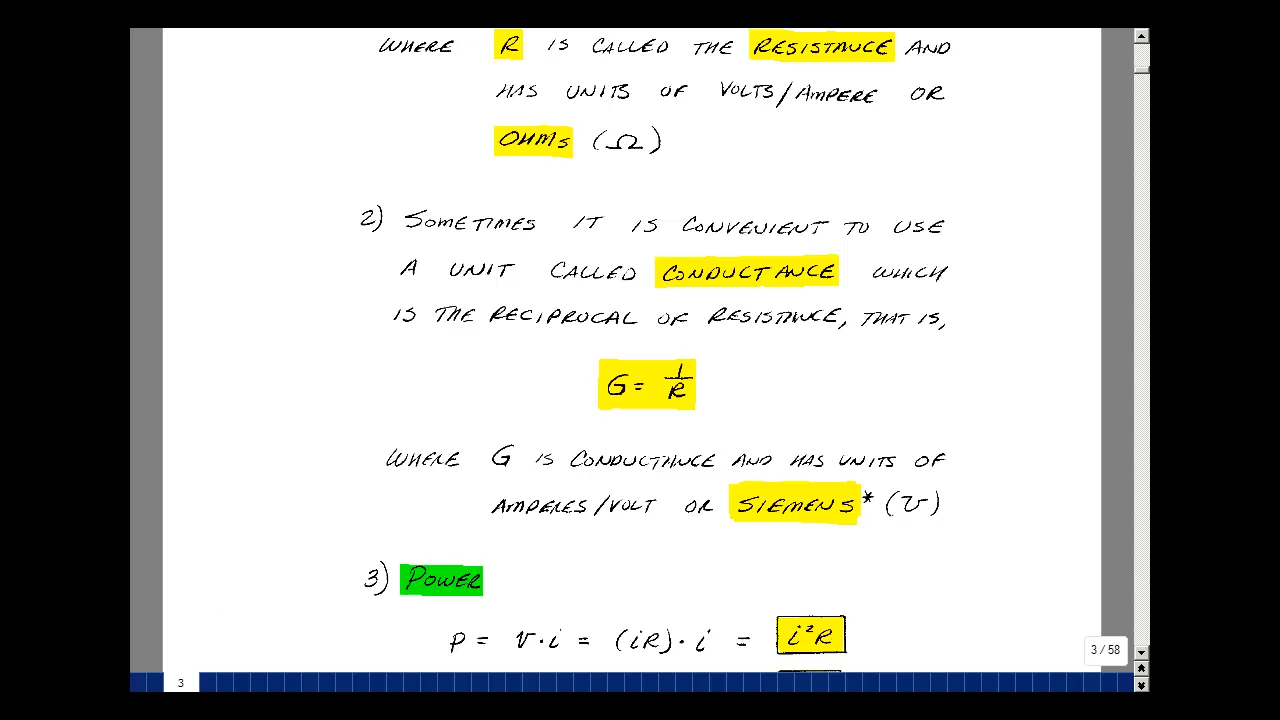 WHERE R IS CALLED THE RESISTANCE AND
HAS UNITS OF VOLTS/AMPERE OR
OHMS (Ω)
2) SOMETIMES IT IS CONVENIENT TO USE
A UNIT CALLED CONDUCTANCE WHICH
IS THE RECIPROCAL OF RESISTANCE, THAT IS,
G = 1/R
WHERE G IS CONDUCTANCE AND HAS UNITS OF
AMPERES/VOLT OR SIEMENS* (℧)
3) POWER
p = v·i = (iR)·i = i²R
3 / 58
3